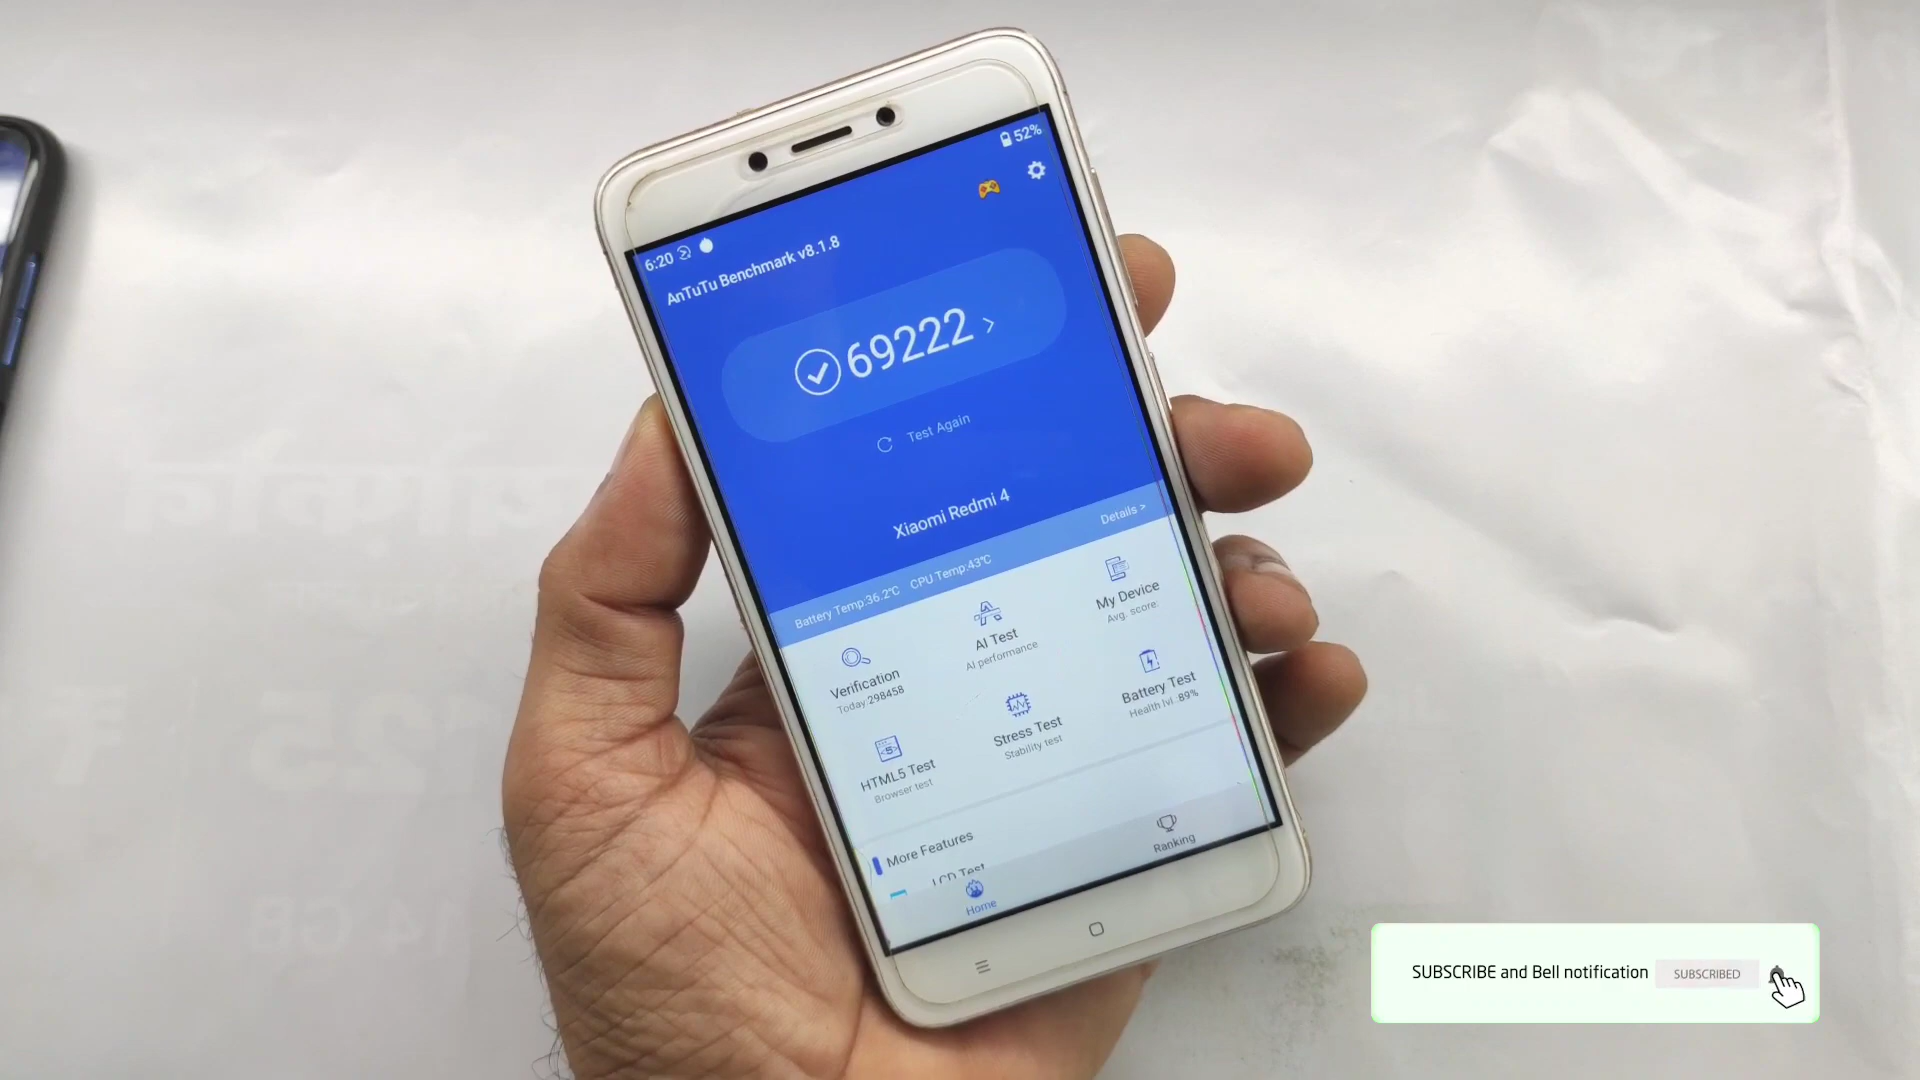 52%
6:20
AnTuTu Benchmark v8.1.8
69222 >
Test Again
Xiaomi Redmi 4
Battery Temp:36.2℃ CPU Temp:43℃ Details >
Verification
Today:298458
AI Test
AI performance
My Device
Avg. score:
HTML5 Test
Browser test
Stress Test
Stability test
Battery Test
Health lvl :89%
More Features
LCD Test
Home
Ranking
SUBSCRIBE and Bell notification
SUBSCRIBED